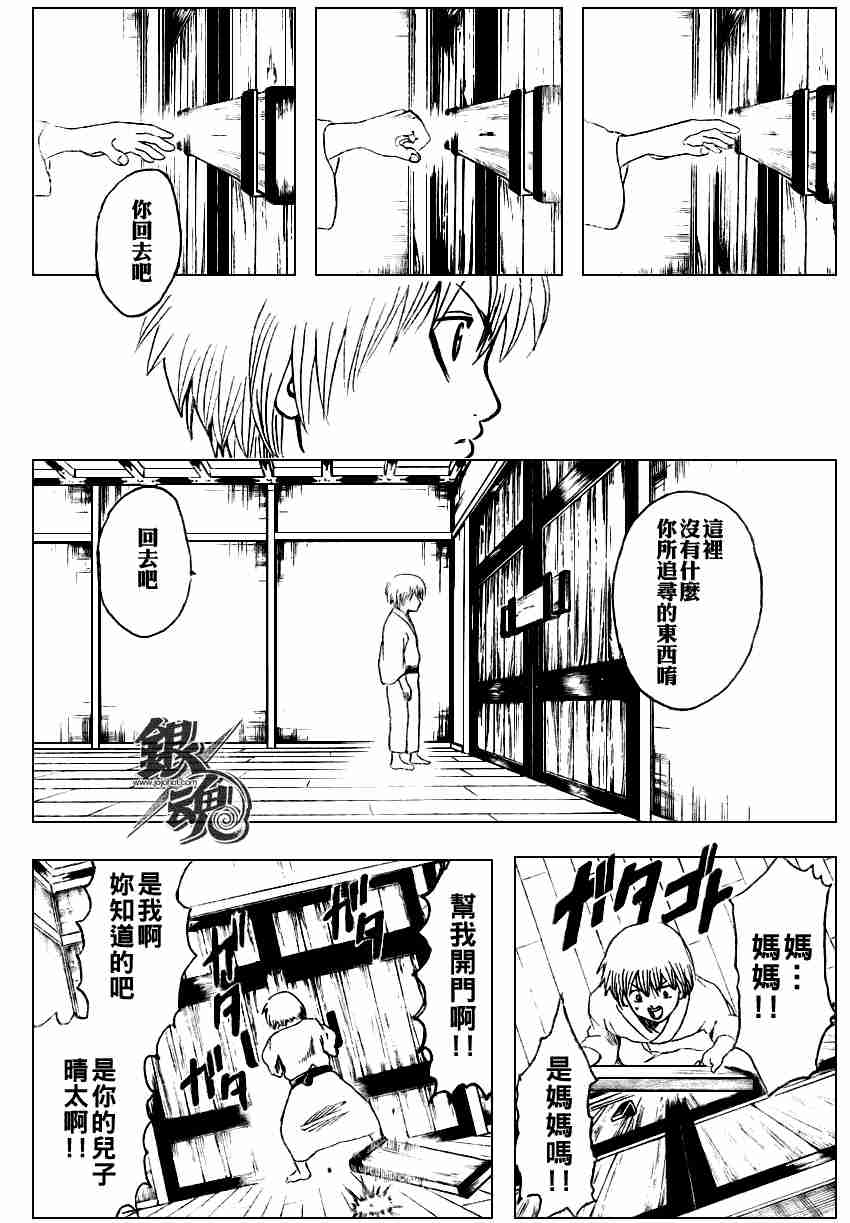 你回去吧
這裡
沒有什麼
你所追尋的東西唷
回去吧
銀魂
www.jojohot.com
媽…
媽媽!!
ガタゴト
是媽媽嗎!!
幫我開門啊!!
ガタ
ガタ
ガタ
是我啊
妳知道的吧
是你的兒子
晴太啊!!